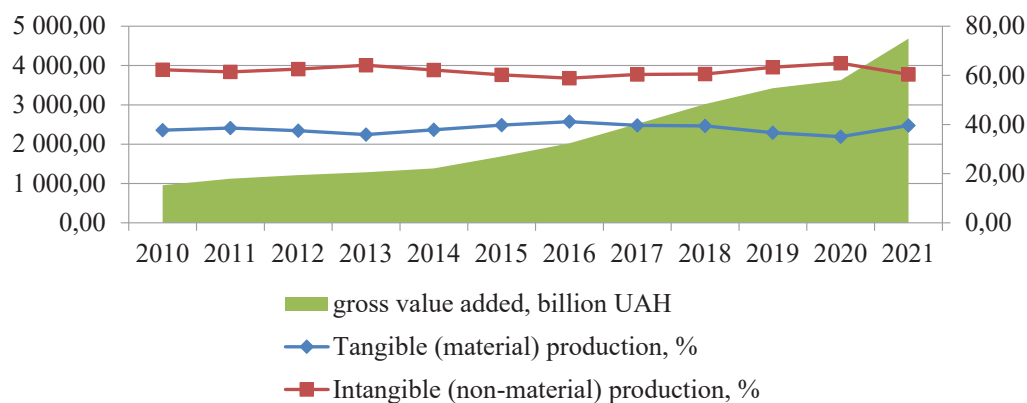 5 000,00
4 000,00
3 000,00
2 000,00
1 000,00
0,00
80,00
60,00
40,00
20,00
0,00
2010 2011 2012 2013 2014 2015 2016 2017 2018 2019 2020 2021
gross value added, billion UAH
Tangible (material) production, %
Intangible (non-material) production, %